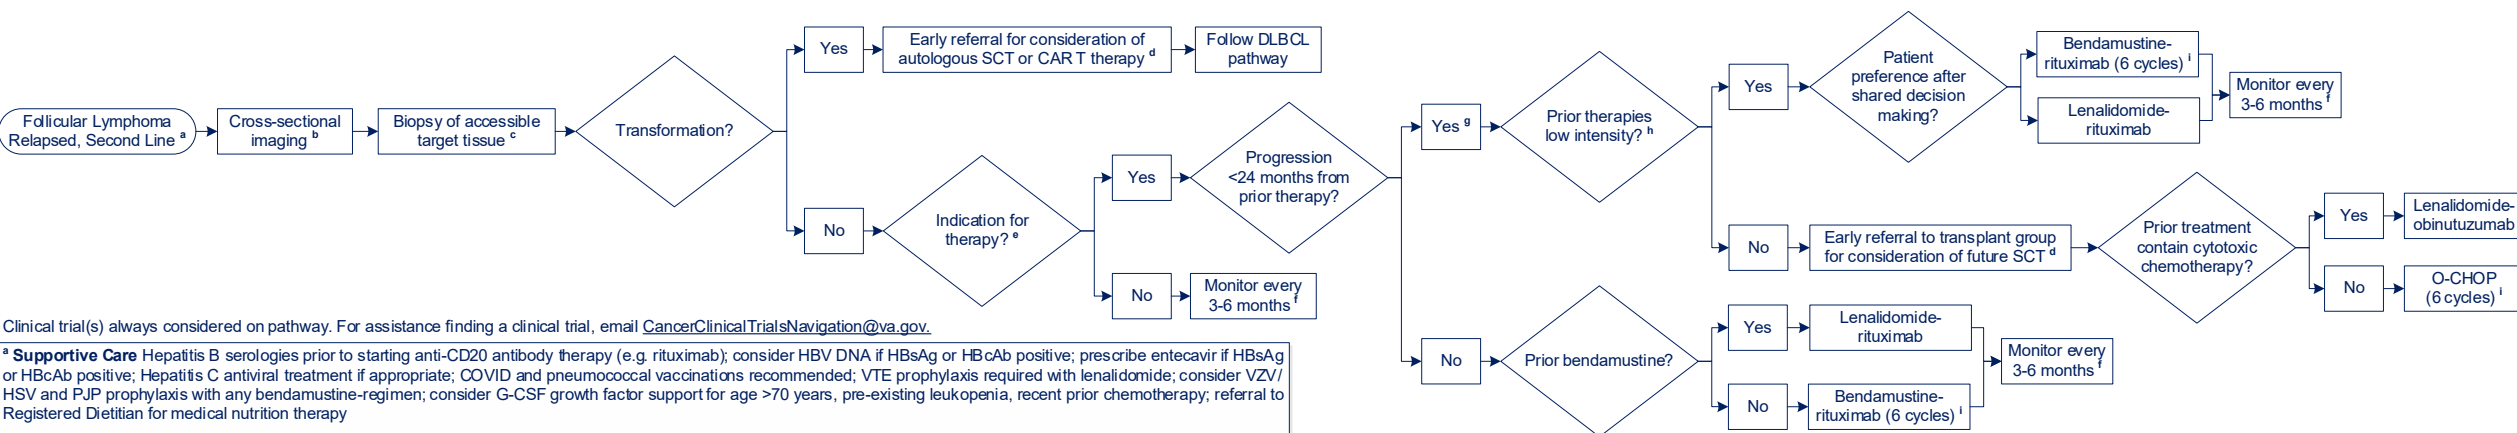 Follicular Lymphoma
Relapsed, Second Line a
Cross-sectional
imaging b
Biopsy of accessible
target tissue c
Transformation?
Yes
Early referral for consideration of
autologous SCT or CAR T therapy d
Follow DLBCL
pathway
No
Indication for
therapy? e
Yes
No
Monitor every
3-6 months f
Progression
<24 months from
prior therapy?
Yes g
Prior therapies
low intensity? h
Yes
Patient
preference after
shared decision
making?
Bendamustine-
rituximab (6 cycles) i
Lenalidomide-
rituximab
Monitor every
3-6 months f
No
Early referral to transplant group
for consideration of future SCT d
Prior treatment
contain cytotoxic
chemotherapy?
Yes
Lenalidomide-
obinutuzumab
No
O-CHOP
(6 cycles) i
No
Prior bendamustine?
Yes
Lenalidomide-
rituximab
No
Bendamustine-
rituximab (6 cycles) i
Monitor every
3-6 months f
Clinical trial(s) always considered on pathway. For assistance finding a clinical trial, email CancerClinicalTrialsNavigation@va.gov.
a Supportive Care Hepatitis B serologies prior to starting anti-CD20 antibody therapy (e.g. rituximab); consider HBV DNA if HBsAg or HBcAb positive; prescribe entecavir if HBsAg
or HBcAb positive; Hepatitis C antiviral treatment if appropriate; COVID and pneumococcal vaccinations recommended; VTE prophylaxis required with lenalidomide; consider VZV/
HSV and PJP prophylaxis with any bendamustine-regimen; consider G-CSF growth factor support for age >70 years, pre-existing leukopenia, recent prior chemotherapy; referral to
Registered Dietitian for medical nutrition therapy